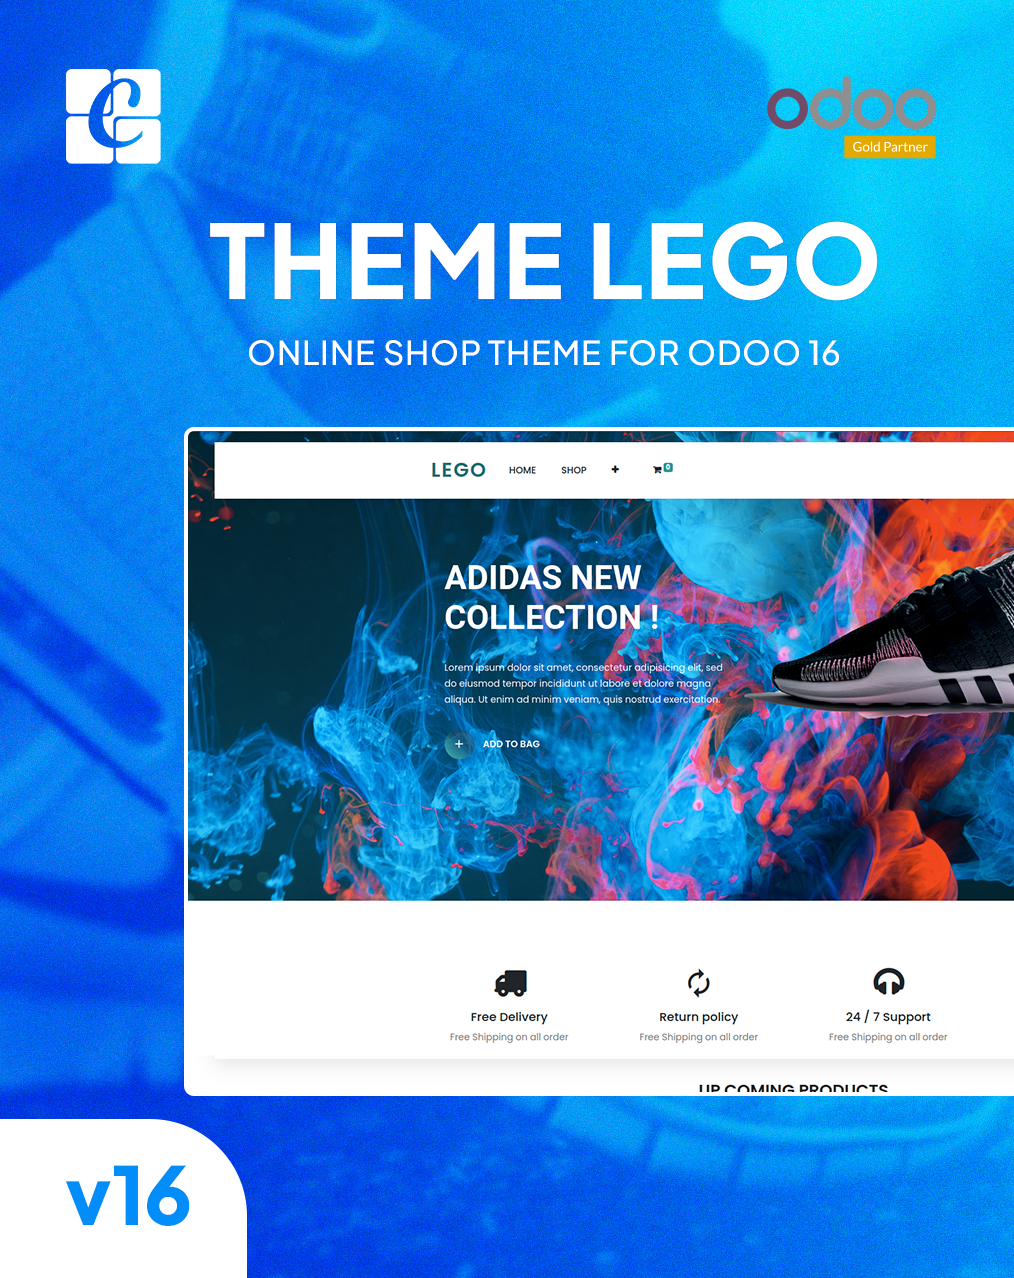 C
odoo
Gold Partner
THEME LEGO
ONLINE SHOP THEME FOR ODOO 16
LEGO HOME SHOP 0
ADIDAS NEW
COLLECTION !
Lorem ipsum dolor sit amet, consectetur adipisicing elit, sed
do eiusmod tempor incididunt ut labore et dolore magna
aliqua. Ut enim ad minim veniam, quis nostrud exercitation.
+ ADD TO BAG
Free Delivery Return policy 24 / 7 Support
Free Shipping on all order Free Shipping on all order Free Shipping on all order
UP COMING PRODUCTS
v16